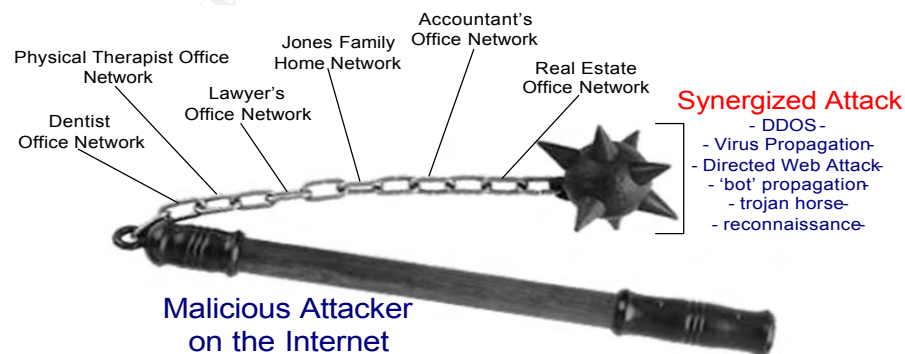 Accountant's
Office Network
Jones Family
Home Network
Physical Therapist Office
Network
Real Estate
Office Network
Lawyer's
Office Network
Dentist
Office Network
Synergized Attack
- DDOS -
- Virus Propagation-
- Directed Web Attack-
- 'bot' propagation-
- trojan horse-
- reconnaissance-
Malicious Attacker
on the Internet